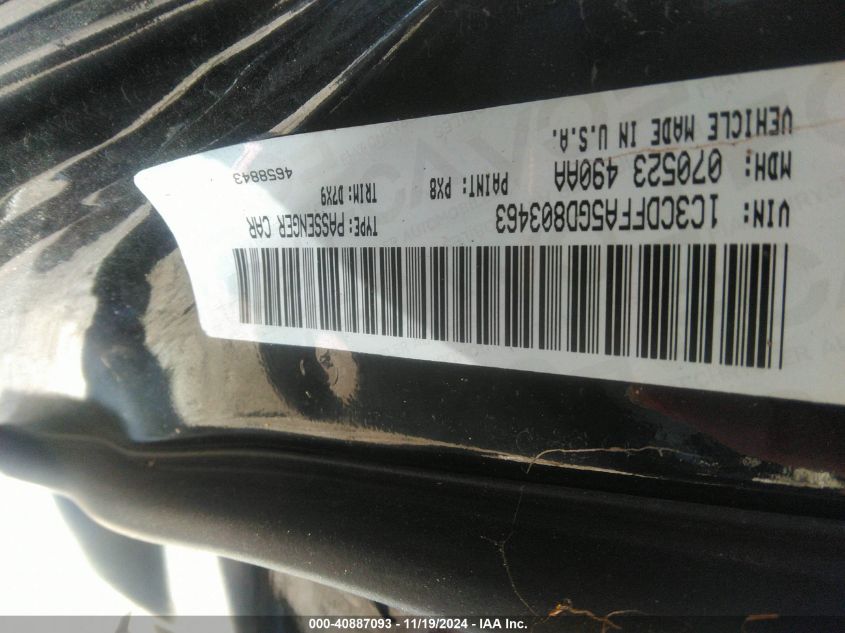 4658843
VIN: 1C3CDFFA5GD803463
TYPE: PASSENGER CAR
MDH: 070523 490AA
PAINT: PX8
TRIM: D7X9
VEHICLE MADE IN U.S.A.
000-40887093 - 11/19/2024 - IAA Inc.